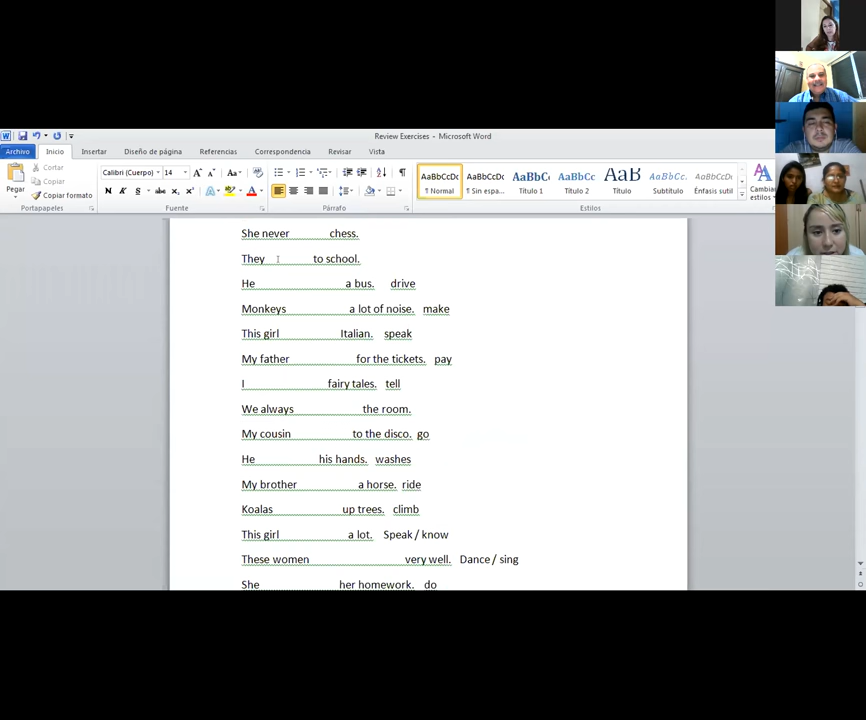 Review Exercises - Microsoft Word
Archivo Inicio Insertar Diseño de página Referencias Correspondencia Revisar Vista
Cortar
Copiar
Copiar formato
Pegar
Calibri (Cuerpo) 14
N K S abc x₂ x² A A
AaBbCcDc AaBbCcDc AaBbC AaBbCc AaB AaBbCc. AaBbCcDc
¶ Normal ¶ Sin espa... Título 1 Título 2 Título Subtítulo Énfasis sutil
Cambiar estilos
Portapapeles Fuente Párrafo Estilos
She never chess.
They to school.
He a bus. drive
Monkeys a lot of noise. make
This girl Italian. speak
My father for the tickets. pay
I fairy tales. tell
We always the room.
My cousin to the disco. go
He his hands. washes
My brother a horse. ride
Koalas up trees. climb
This girl a lot. Speak / know
These women very well. Dance / sing
She her homework. do